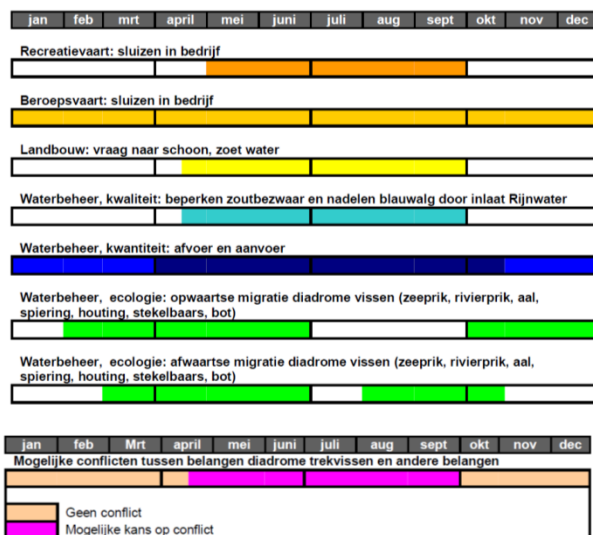 jan feb mrt april mei juni juli aug sept okt nov dec
Recreatievaart: sluizen in bedrijf
Beroepsvaart: sluizen in bedrijf
Landbouw: vraag naar schoon, zoet water
Waterbeheer, kwaliteit: beperken zoutbezwaar en nadelen blauwalg door inlaat Rijnwater
Waterbeheer, kwantiteit: afvoer en aanvoer
Waterbeheer, ecologie: opwaartse migratie diadrome vissen (zeeprik, rivierprik, aal,
spiering, houting, stekelbaars, bot)
Waterbeheer, ecologie: afwaartse migratie diadrome vissen (zeeprik, rivierprik, aal,
spiering, houting, stekelbaars, bot)
jan feb Mrt april mei juni juli aug sept okt nov dec
Mogelijke conflicten tussen belangen diadrome trekvissen en andere belangen
Geen conflict
Mogelijke kans op conflict